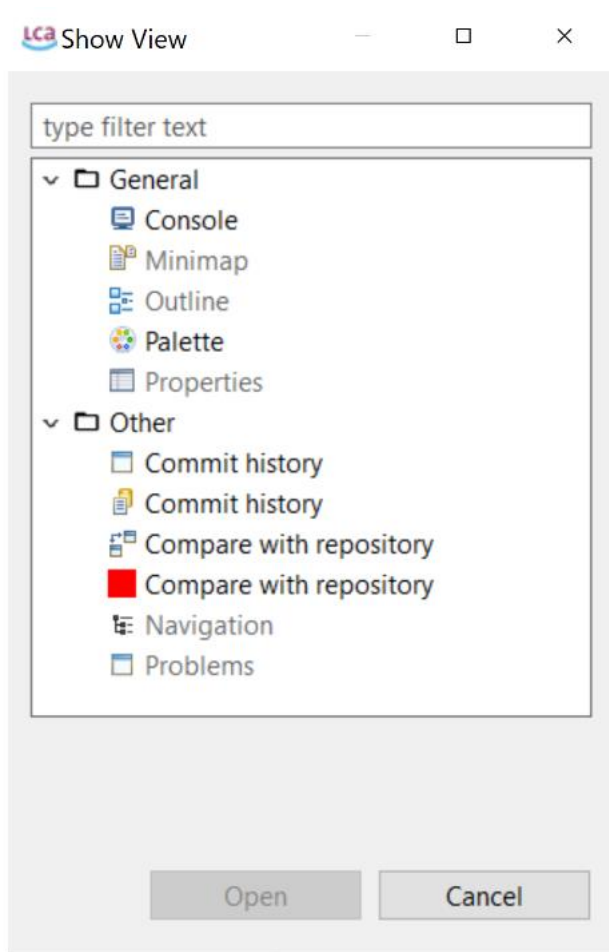 LCa Show View
type filter text
General
Console
Minimap
Outline
Palette
Properties
Other
Commit history
Commit history
Compare with repository
Compare with repository
Navigation
Problems
Open
Cancel